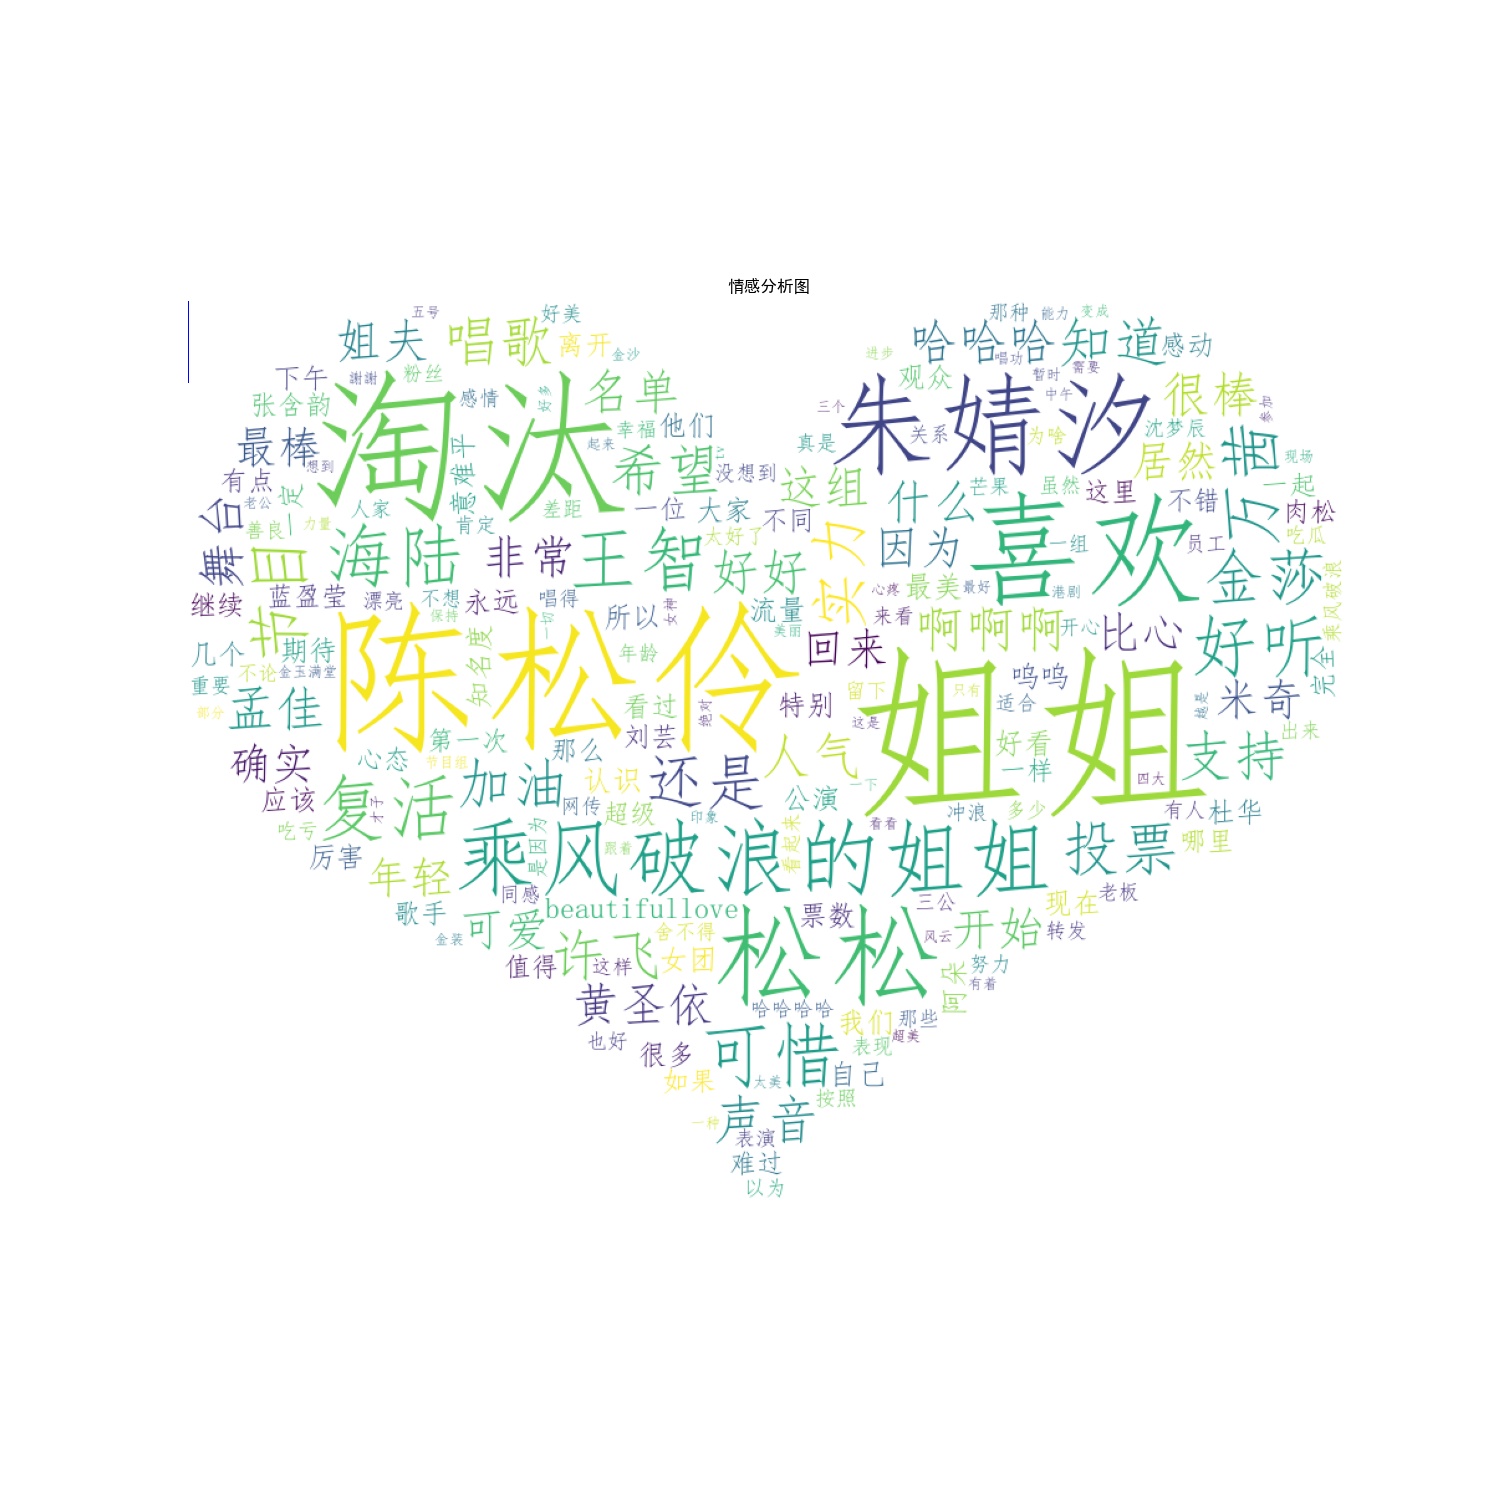 情感分析图
五号
好美
那种
能力
变成
姐夫
唱歌
离开
金沙
哈哈哈
知道
感动
进步
唱功
下午
謝謝
粉丝
暂时
需要
观众
淘汰
名单
朱婧汐
很棒
张含韵
感情
好多
三个
中午
参加
最棒
意难平
幸福
他们
起来
真是
关系
为啥
沈梦辰
万茜
居然
现场
想到
有点
一定
希望
没想到
这组
什么
芒果
虽然
这里
不错
一起
老公
舞台
人家
差距
一位
大家
不同
喜欢
肉松
善良
力量
肯定
太好了
实力
吃瓜
节目
海陆
非常
王智
好好
因为
一组
员工
金莎
继续
蓝盈莹
漂亮
不想
永远
唱得
所以
女神
流量
心疼
最美
最好
港剧
乘风破浪
保持
一切
美丽
来看
啊啊啊
开心
比心
好听
几个
期待
知名度
陈松伶
年龄
回来
重要
不论
金玉满堂
完全
部分
孟佳
看过
绝对
特别
留下
只有
呜呜
适合
越是
米奇
姐姐
这是
确实
心态
第一次
那么
刘芸
人气
好看
支持
出来
节目组
应该
复活
才子
加油
认识
还是
公演
一下
一样
四大
吃亏
网传
超级
印象
看起来
看看
冲浪
多少
有人
杜华
厉害
是因为
跟着
乘风破浪的姐姐
投票
哪里
年轻
同感
beautifullove
票数
三公
现在
老板
歌手
金装
可爱
舍不得
松松
风云
开始
转发
值得
许飞
这样
女团
阿朵
努力
有着
黄圣依
哈哈哈哈
我们
那些
超美
也好
很多
可惜
表现
如果
太美
自己
按照
一种
声音
表演
难过
以为